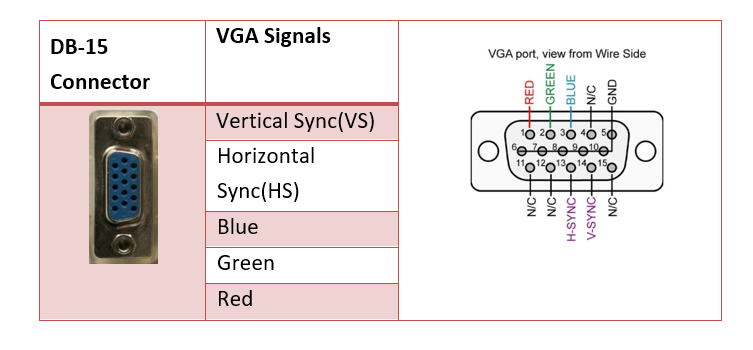 DB-15
Connector
VGA Signals
Vertical Sync(VS)
Horizontal
Sync(HS)
Blue
Green
Red
VGA port, view from Wire Side
RED
GREEN
BLUE
N/C
GND
1 2 3 4 5
6 7 8 9 10
11 12 13 14 15
N/C
N/C
H-SYNC
V-SYNC
N/C